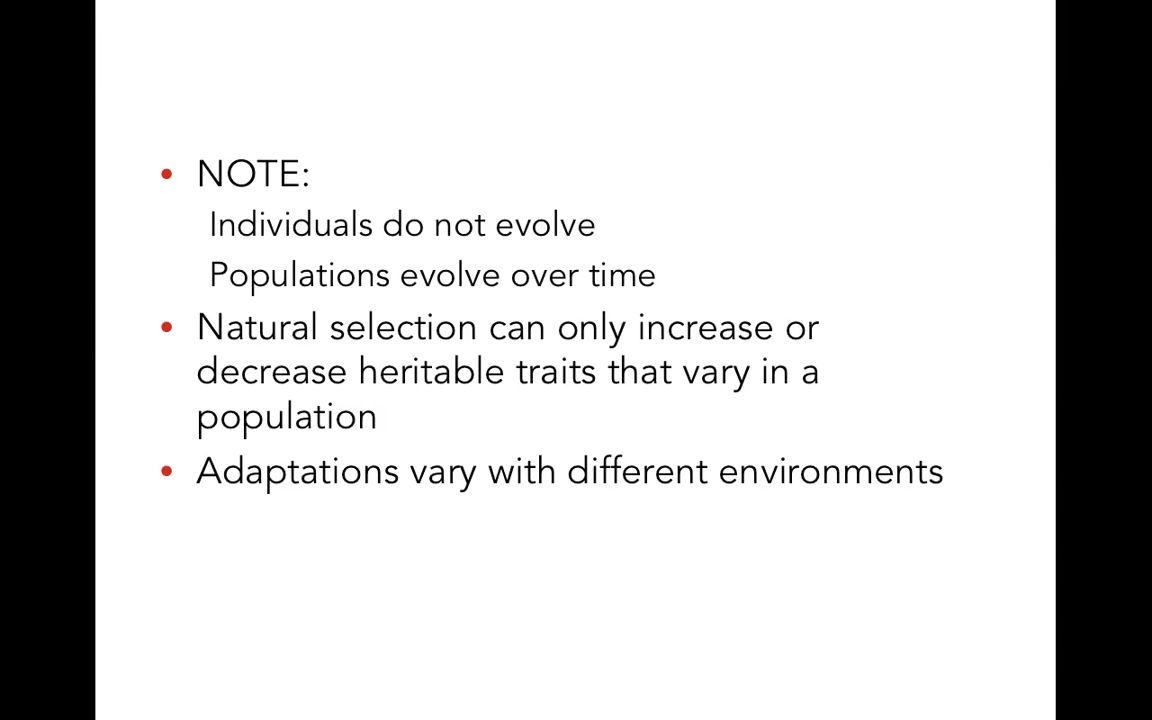 • NOTE:
Individuals do not evolve
Populations evolve over time
• Natural selection can only increase or
decrease heritable traits that vary in a
population
• Adaptations vary with different environments